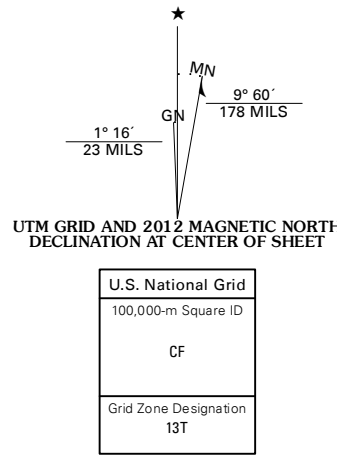 ★
MN
GN
9° 60´
178 MILS
1° 16´
23 MILS
UTM GRID AND 2012 MAGNETIC NORTH
DECLINATION AT CENTER OF SHEET
U.S. National Grid
100,000-m Square ID
CF
Grid Zone Designation
13T